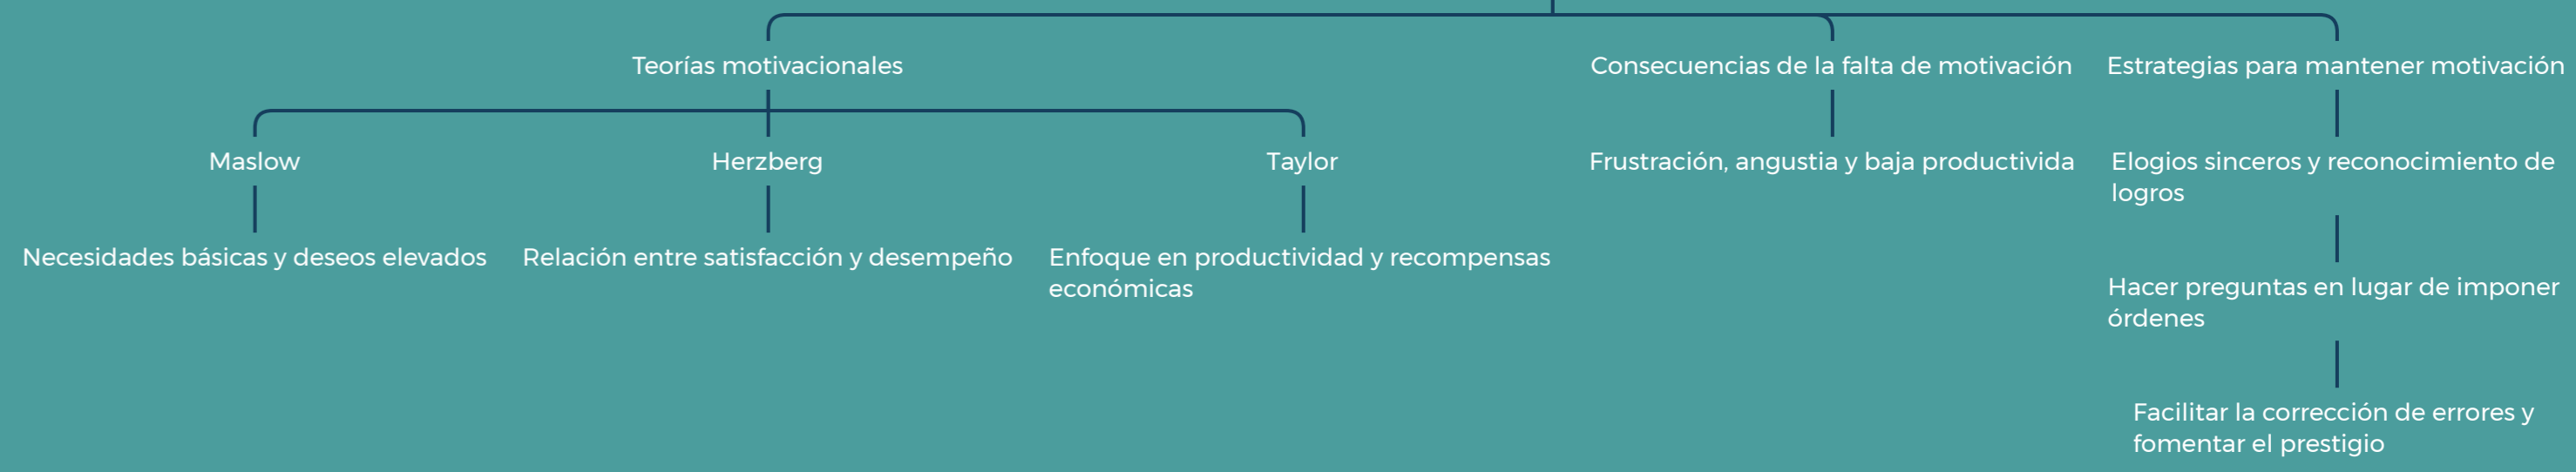 Teorías motivacionales
Consecuencias de la falta de motivación
Estrategias para mantener motivación
Maslow
Herzberg
Taylor
Frustración, angustia y baja productivida
Elogios sinceros y reconocimiento de
logros
Necesidades básicas y deseos elevados
Relación entre satisfacción y desempeño
Enfoque en productividad y recompensas
económicas
Hacer preguntas en lugar de imponer
órdenes
Facilitar la corrección de errores y
fomentar el prestigio